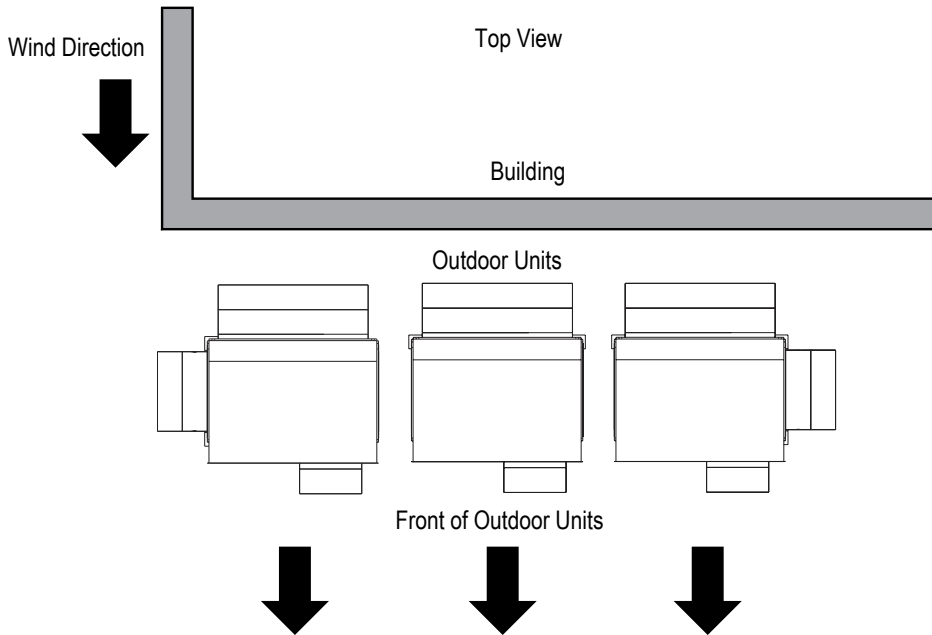 Wind Direction
Top View
Building
Outdoor Units
Front of Outdoor Units